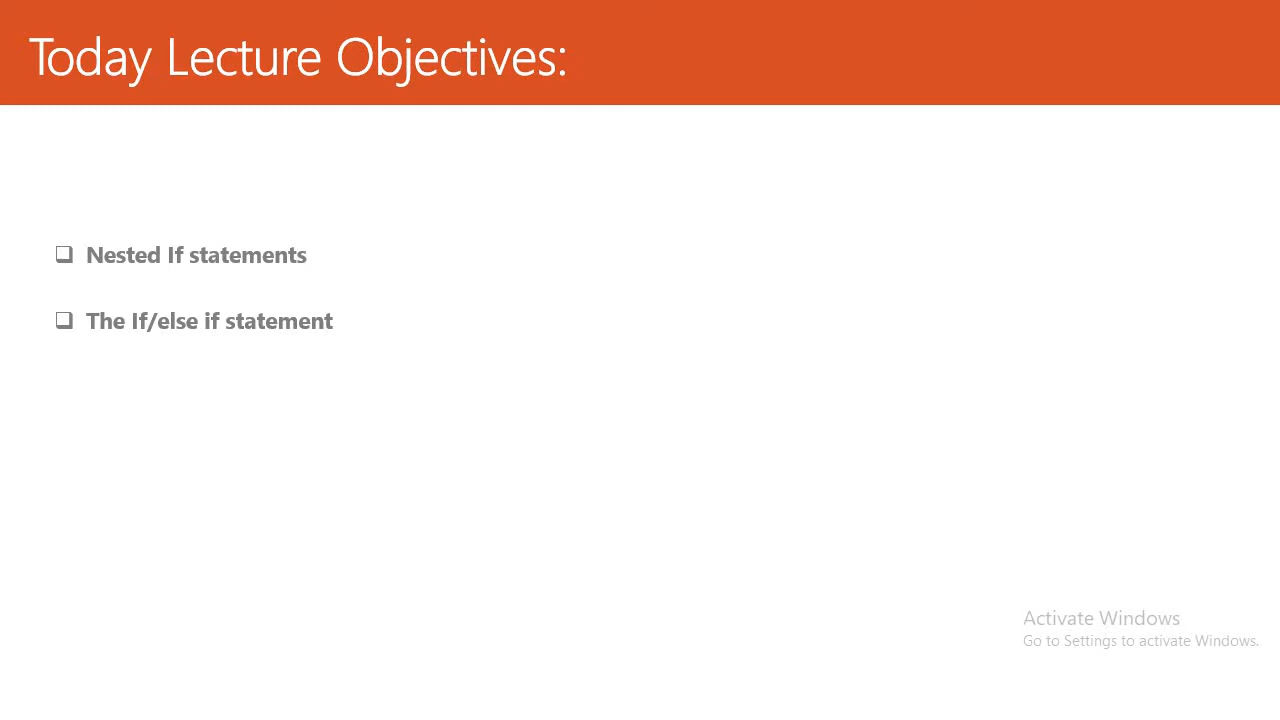 Today Lecture Objectives:
❑ Nested If statements
❑ The If/else if statement
Activate Windows
Go to Settings to activate Windows.